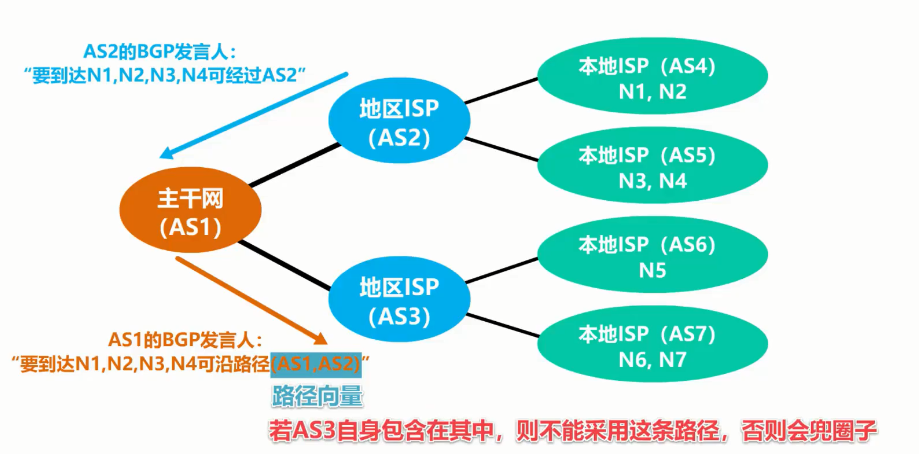 AS2的BGP发言人：
“要到达N1,N2,N3,N4可经过AS2”
地区ISP
（AS2）
本地ISP（AS4）
N1, N2
本地ISP（AS5）
N3, N4
主干网
（AS1）
本地ISP（AS6）
N5
地区ISP
（AS3）
本地ISP（AS7）
N6, N7
AS1的BGP发言人：
“要到达N1,N2,N3,N4可沿路径(AS1,AS2)”
路径向量
若AS3自身包含在其中，则不能采用这条路径，否则会兜圈子